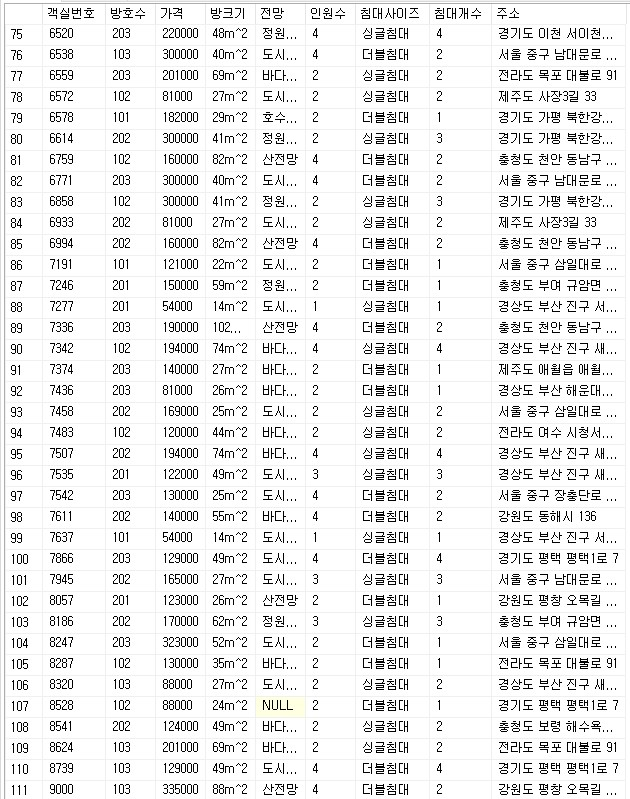 객실번호 방호수 가격 방크기 전망 인원수 침대사이즈 침대개수 주소
75 6520 203 220000 48m^2 정원... 4 싱글침대 4 경기도 이천 서이천...
76 6538 103 300000 40m^2 도시... 4 더블침대 2 서울 중구 남대문로 ...
77 6559 203 201000 69m^2 바다... 2 싱글침대 2 전라도 목포 대불로 91
78 6572 102 81000 27m^2 도시... 2 싱글침대 2 제주도 사장3길 33
79 6578 101 182000 29m^2 호수... 2 더블침대 1 경기도 가평 북한강...
80 6614 202 300000 41m^2 정원... 2 싱글침대 3 경기도 가평 북한강...
81 6759 102 160000 82m^2 산전망 4 더블침대 2 충청도 천안 동남구 ...
82 6771 203 300000 40m^2 도시... 4 더블침대 2 서울 중구 남대문로 ...
83 6858 102 300000 41m^2 정원... 2 싱글침대 3 경기도 가평 북한강...
84 6933 202 81000 27m^2 도시... 2 싱글침대 2 제주도 사장3길 33
85 6994 202 160000 82m^2 산전망 4 더블침대 2 충청도 천안 동남구 ...
86 7191 101 121000 22m^2 도시... 2 더블침대 1 서울 중구 삼일대로 ...
87 7246 201 150000 59m^2 정원... 2 더블침대 1 충청도 부여 규암면 ...
88 7277 201 54000 14m^2 도시... 1 싱글침대 1 경상도 부산 진구 서...
89 7336 203 190000 102,,, 산전망 4 더블침대 2 충청도 천안 동남구 ...
90 7342 102 194000 74m^2 바다... 4 싱글침대 4 경상도 부산 진구 새...
91 7374 203 140000 27m^2 바다... 2 더블침대 1 제주도 애월읍 애월...
92 7436 203 81000 26m^2 바다... 2 더블침대 1 경상도 부산 해운대...
93 7458 202 169000 25m^2 도시... 2 싱글침대 2 서울 중구 삼일대로 ...
94 7483 102 120000 44m^2 바다... 2 싱글침대 2 전라도 여수 시청서...
95 7507 202 194000 74m^2 바다... 4 싱글침대 4 경상도 부산 진구 새...
96 7535 201 122000 49m^2 도시... 3 싱글침대 3 경상도 부산 진구 새...
97 7542 203 130000 25m^2 도시... 4 더블침대 2 서울 중구 장충단로 ...
98 7611 202 140000 55m^2 바다... 4 더블침대 2 강원도 동해시 136
99 7637 101 54000 14m^2 도시... 1 싱글침대 1 경상도 부산 진구 서...
100 7866 203 129000 49m^2 도시... 4 더블침대 4 경기도 평택 평택1로 7
101 7945 202 165000 27m^2 도시... 3 싱글침대 3 서울 중구 남대문로 ...
102 8057 201 123000 26m^2 산전망 2 더블침대 1 강원도 평창 오목길 ...
103 8186 202 170000 62m^2 정원... 3 싱글침대 3 충청도 부여 규암면 ...
104 8247 203 323000 52m^2 도시... 2 더블침대 1 서울 중구 삼일대로 ...
105 8287 102 130000 35m^2 바다... 2 더블침대 1 전라도 목포 대불로 91
106 8320 103 88000 27m^2 도시... 2 싱글침대 2 경상도 부산 진구 새...
107 8528 102 88000 24m^2 NULL 2 더블침대 1 경기도 평택 평택1로 7
108 8541 202 124000 49m^2 바다... 2 싱글침대 2 충청도 보령 해수욕...
109 8624 103 201000 69m^2 바다... 2 싱글침대 2 전라도 목포 대불로 91
110 8739 103 129000 49m^2 도시... 4 더블침대 4 경기도 평택 평택1로 7
111 9000 103 335000 88m^2 산전망 4 더블침대 2 강원도 평창 오목길 ...